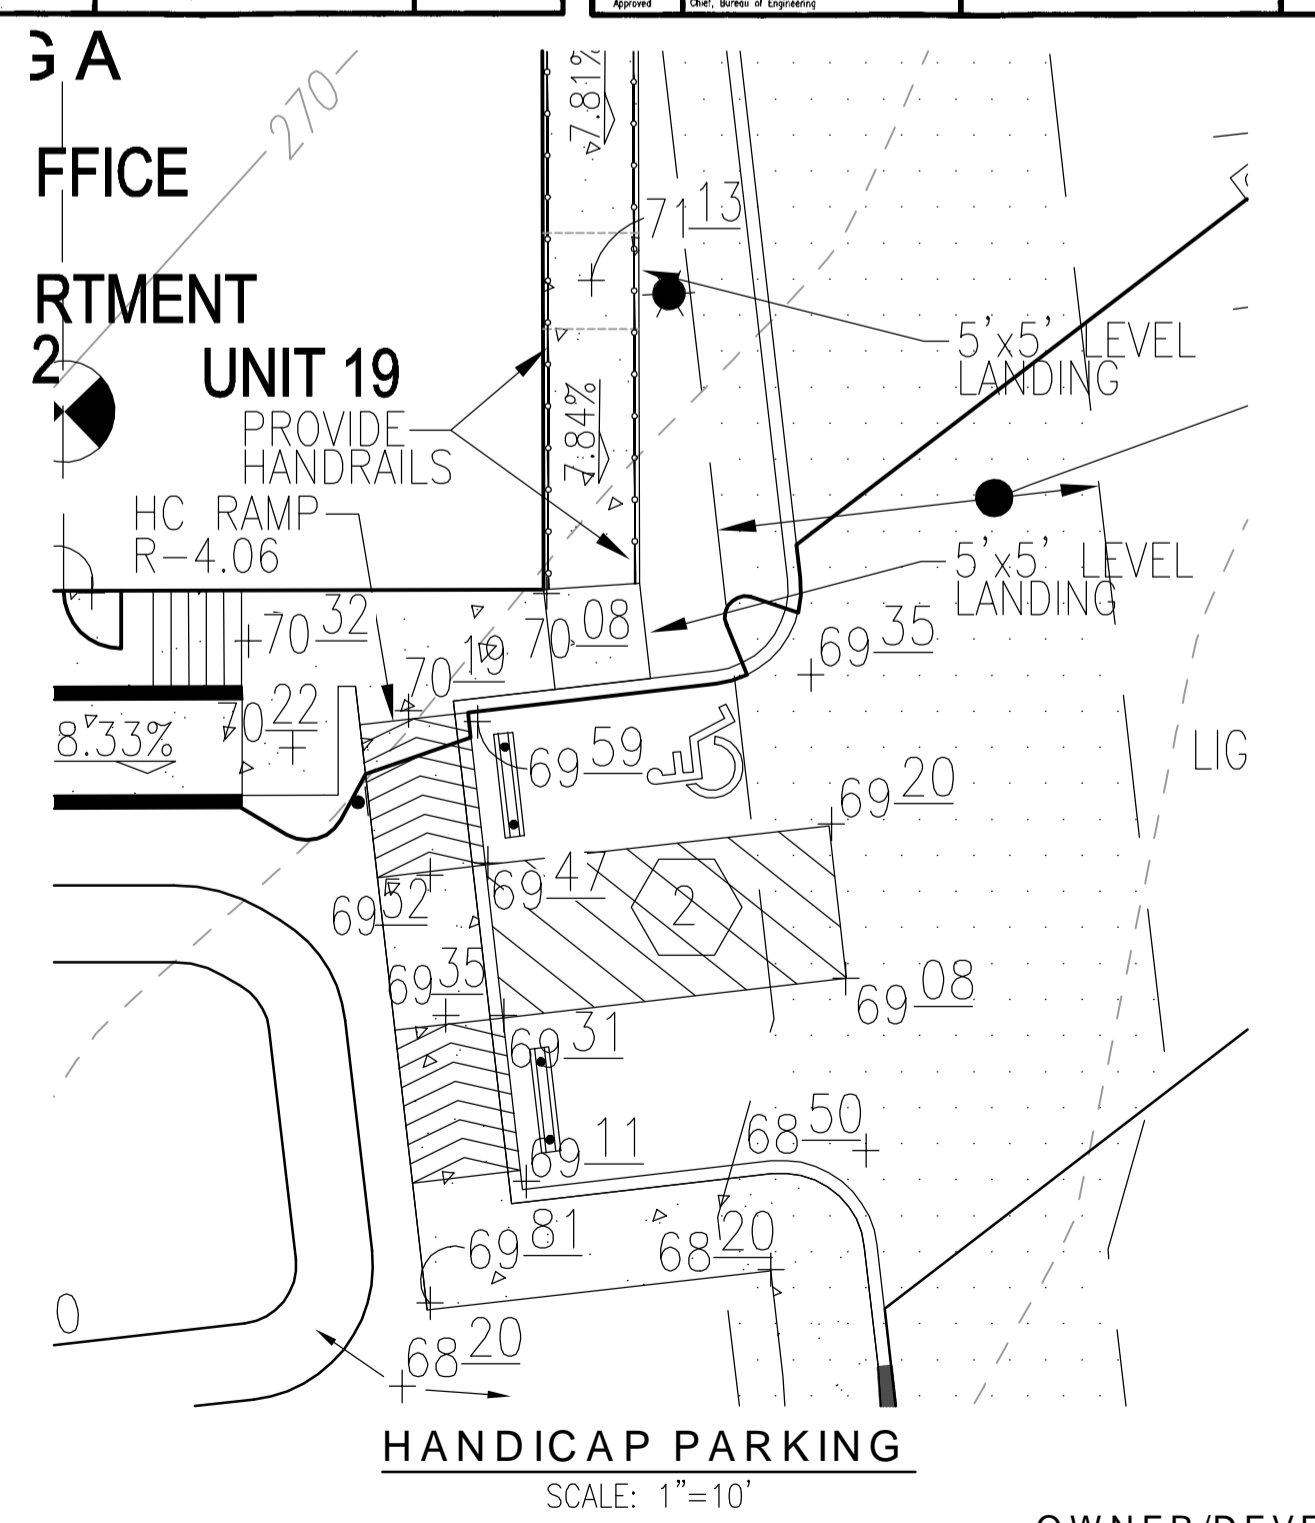 Approved
Chief, Bureau of Engineering
G A
270
7.81%
FFICE
71 13
RTMENT
2
UNIT 19
5'x5' LEVEL
LANDING
PROVIDE
HANDRAILS
7.84%
HC RAMP
R-4.06
5'x5' LEVEL
LANDING
70 32
70 08
70 19
69 35
70 22
8.33%
69 59
LIG
69 20
69 47
2
69 52
69 35
69 08
69 31
68 50
69 11
69 81
68 20
0
68 20
HANDICAP PARKING
SCALE: 1"=10'
OWNER/DEVE